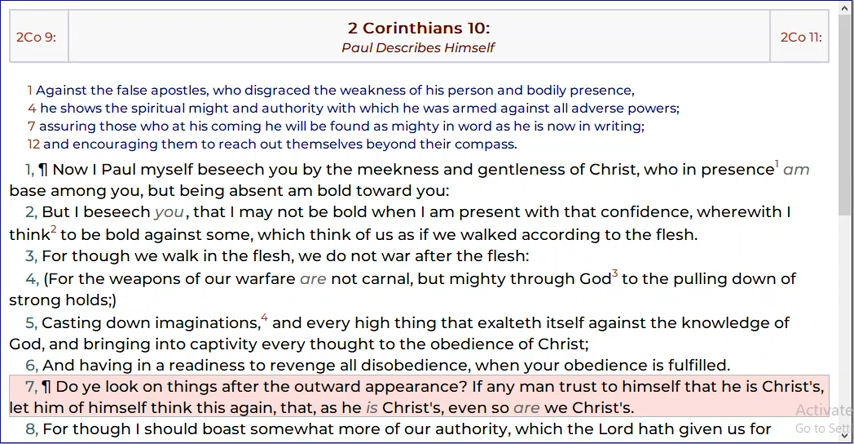 2Co 9:
2 Corinthians 10:
Paul Describes Himself
2Co 11:
1 Against the false apostles, who disgraced the weakness of his person and bodily presence,
4 he shows the spiritual might and authority with which he was armed against all adverse powers;
7 assuring those who at his coming he will be found as mighty in word as he is now in writing;
12 and encouraging them to reach out themselves beyond their compass.
1, ¶ Now I Paul myself beseech you by the meekness and gentleness of Christ, who in presence1 am
base among you, but being absent am bold toward you:
2, But I beseech you, that I may not be bold when I am present with that confidence, wherewith I
think2 to be bold against some, which think of us as if we walked according to the flesh.
3, For though we walk in the flesh, we do not war after the flesh:
4, (For the weapons of our warfare are not carnal, but mighty through God3 to the pulling down of
strong holds;)
5, Casting down imaginations,4 and every high thing that exalteth itself against the knowledge of
God, and bringing into captivity every thought to the obedience of Christ;
6, And having in a readiness to revenge all disobedience, when your obedience is fulfilled.
7, ¶ Do ye look on things after the outward appearance? If any man trust to himself that he is Christ's,
let him of himself think this again, that, as he is Christ's, even so are we Christ's.
8, For though I should boast somewhat more of our authority, which the Lord hath given us for
Activate
Go to Sett